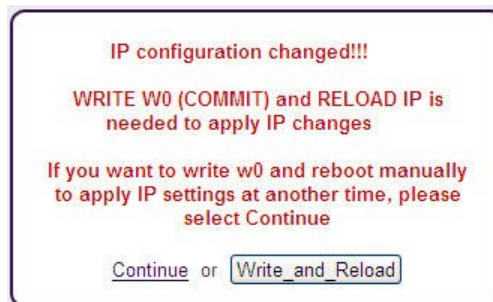 IP configuration changed!!!
WRITE W0 (COMMIT) and RELOAD IP is
needed to apply IP changes
If you want to write w0 and reboot manually
to apply IP settings at another time, please
select Continue
Continue or Write_and_Reload